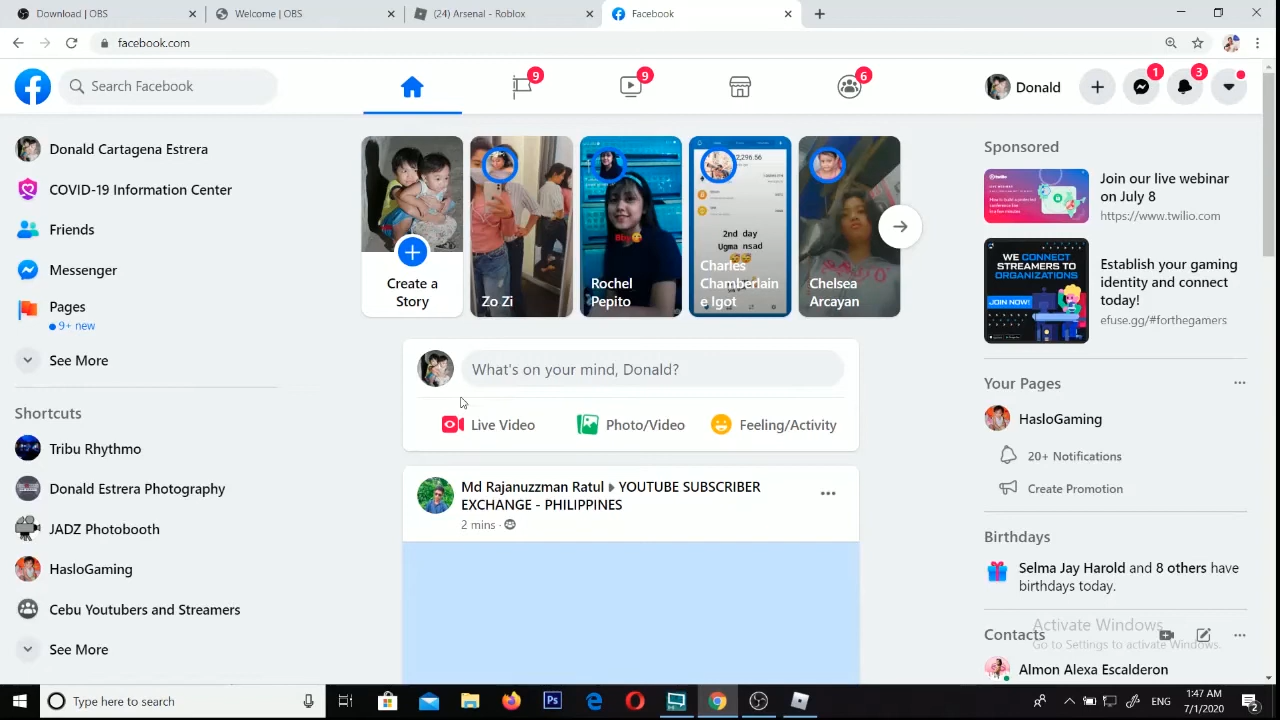 Download | OBS
Welcome | OBS
(24) Arsenal - Roblox
Facebook
facebook.com
Search Facebook
9
9
6
Donald
1
3
Donald Cartagena Estrera
COVID-19 Information Center
Friends
Messenger
Pages
9+ new
See More
Shortcuts
Tribu Rhythmo
Donald Estrera Photography
JADZ Photobooth
HasloGaming
Cebu Youtubers and Streamers
See More
Create a
Story
Zo Zi
Rochel
Pepito
2,296.56
2nd day
Ugma nsad
Charles
Chamberlain
e Igot
Chelsea
Arcayan
What's on your mind, Donald?
Live Video
Photo/Video
Feeling/Activity
Md Rajanuzzman Ratul YOUTUBE SUBSCRIBER
EXCHANGE - PHILIPPINES
2 mins ·
Sponsored
twilio
Join our live webinar
on July 8
https://www.twilio.com
WE CONNECT
STREAMERS TO
ORGANIZATIONS
JOIN NOW!
Establish your gaming
identity and connect
today!
efuse.gg/#forthegamers
Your Pages
HasloGaming
20+ Notifications
Create Promotion
Birthdays
Selma Jay Harold and 8 others have
birthdays today.
Contacts
Activate Windows
Go to Settings to activate Windows.
Almon Alexa Escalderon
Type here to search
Ps
ENG
1:47 AM
7/1/2020
2